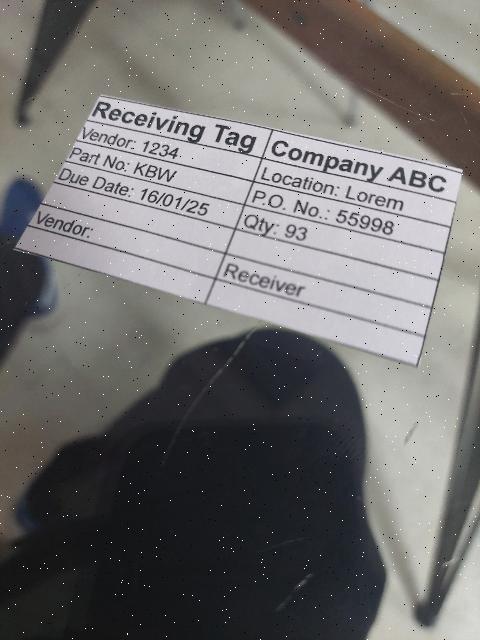 Receiving Tag Company ABC
Vendor: 1234 Location: Lorem
Part No: KBW P.O. No.: 55998
Due Date: 16/01/25 Qty: 93
Vendor: Receiver